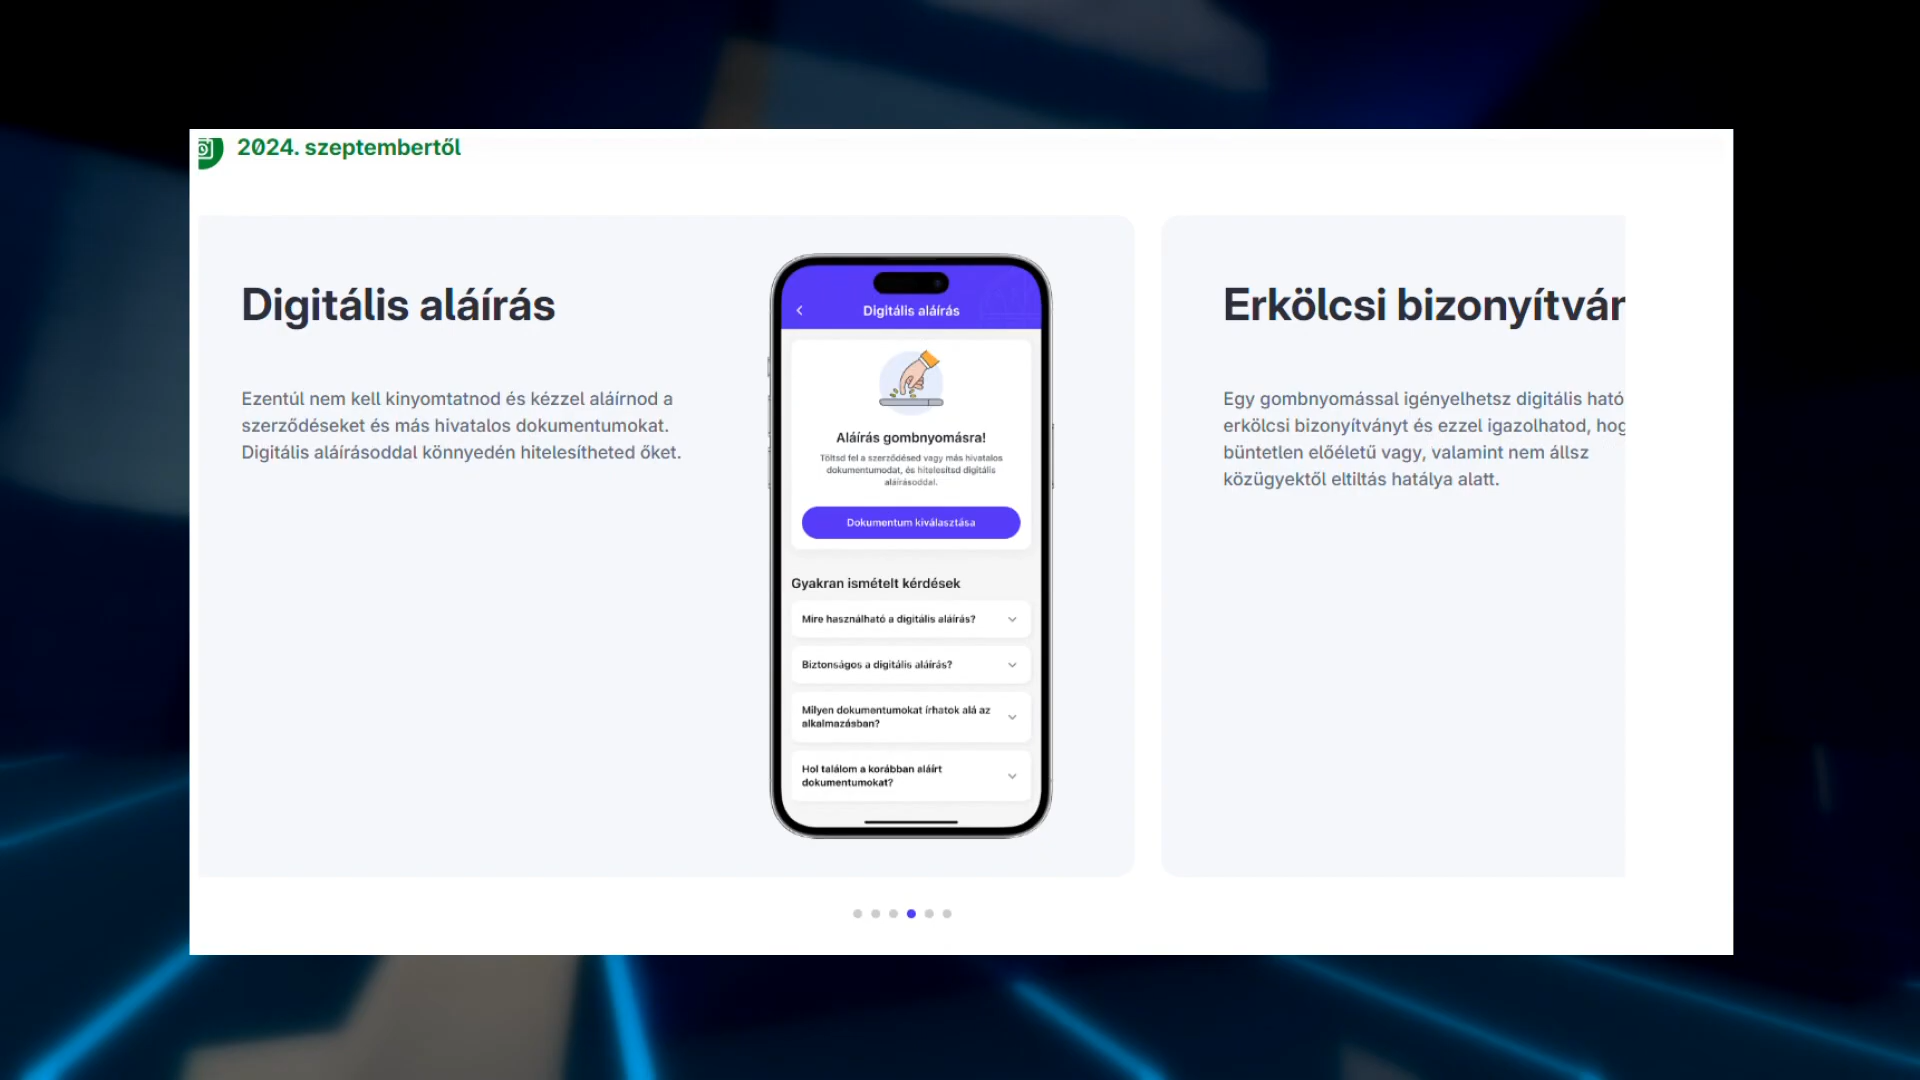 2024. szeptembertől
Digitális aláírás
Ezentúl nem kell kinyomtatnod és kézzel aláírnod a
szerződéseket és más hivatalos dokumentumokat.
Digitális aláírásoddal könnyedén hitelesítheted őket.
Digitális aláírás
Aláírás gombnyomásra!
Töltsd fel a szerződésed vagy más hivatalos
dokumentumodat, és hitelesítsd digitális
aláírásoddal.
Dokumentum kiválasztása
Gyakran ismételt kérdések
Mire használható a digitális aláírás?
Biztonságos a digitális aláírás?
Milyen dokumentumokat írhatok alá az
alkalmazásban?
Hol találom a korábban aláírt
dokumentumokat?
Erkölcsi bizonyítvár
Egy gombnyomással igényelhetsz digitális ható
erkölcsi bizonyítványt és ezzel igazolhatod, hog
büntetlen előéletű vagy, valamint nem állsz
közügyektől eltiltás hatálya alatt.